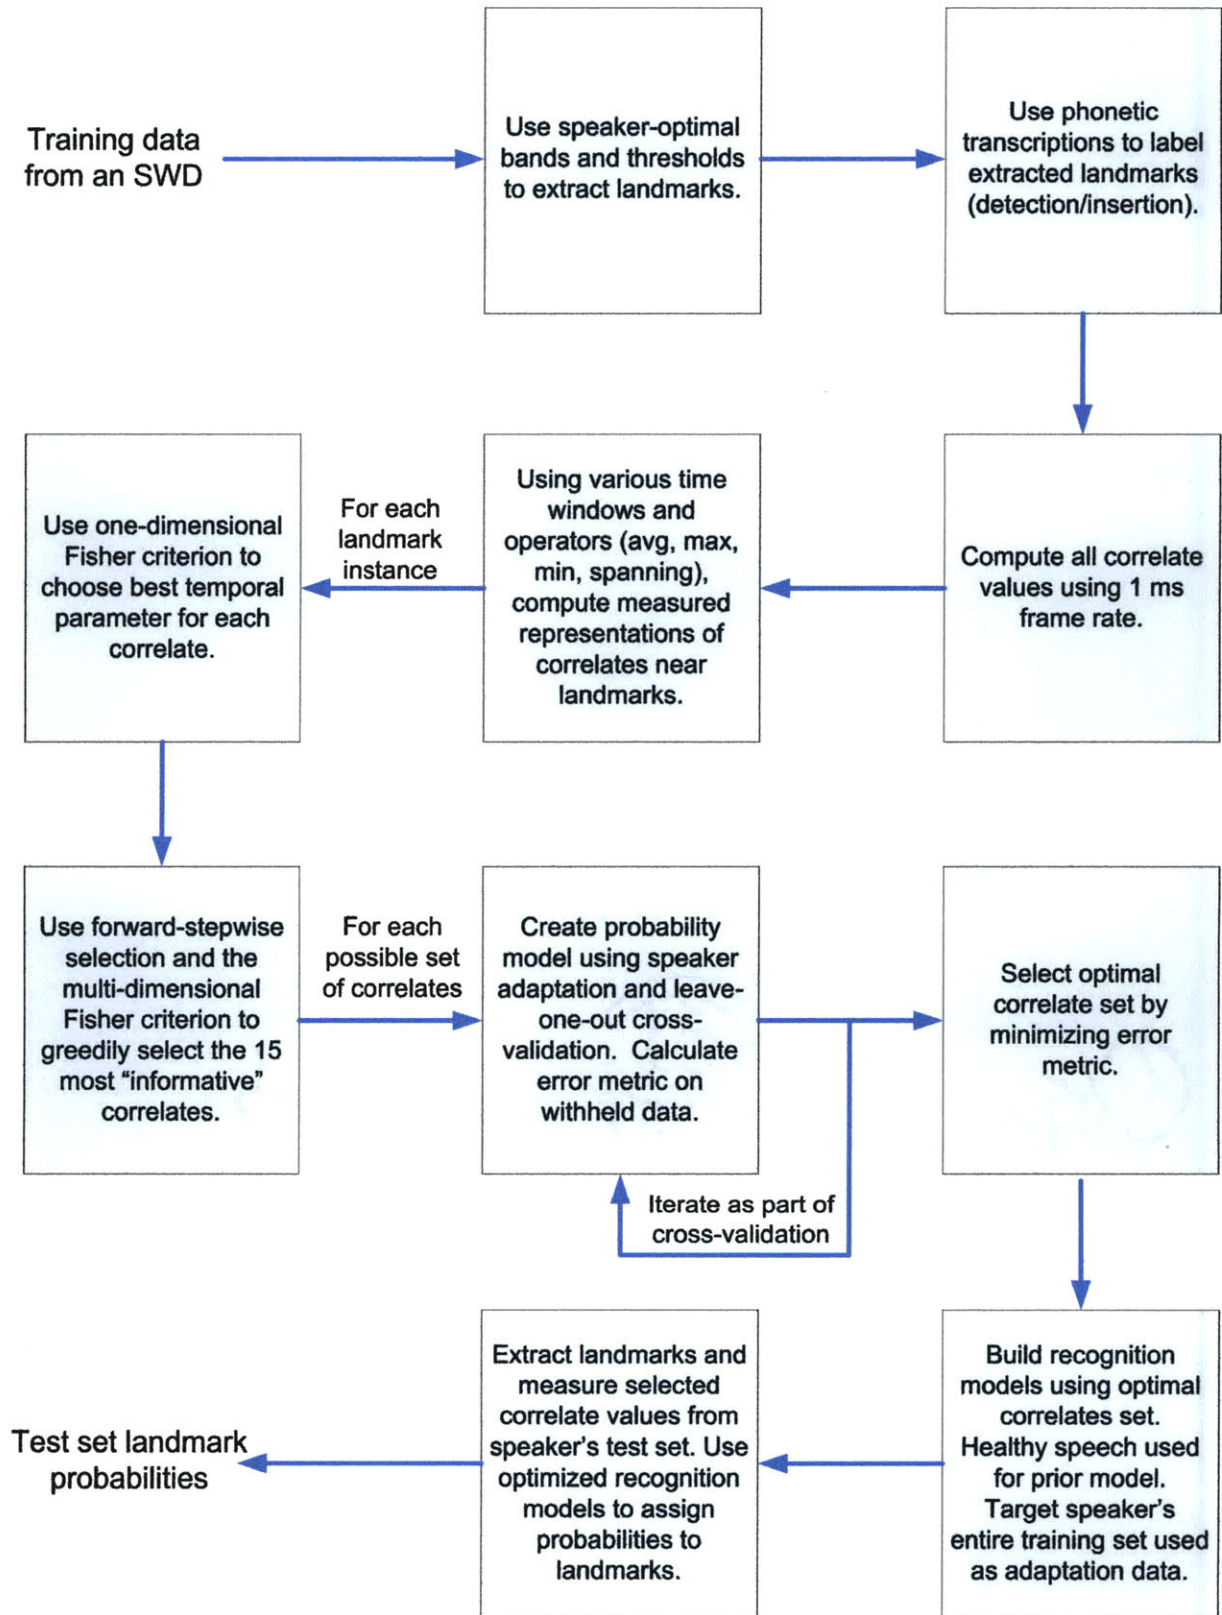 Training data
from an SWD
Use speaker-optimal
bands and thresholds
to extract landmarks.
Use phonetic
transcriptions to label
extracted landmarks
(detection/insertion).
Compute all correlate
values using 1 ms
frame rate.
Using various time
windows and
operators (avg, max,
min, spanning),
compute measured
representations of
correlates near
landmarks.
For each
landmark
instance
Use one-dimensional
Fisher criterion to
choose best temporal
parameter for each
correlate.
Use forward-stepwise
selection and the
multi-dimensional
Fisher criterion to
greedily select the 15
most “informative”
correlates.
For each
possible set
of correlates
Create probability
model using speaker
adaptation and leave-
one-out cross-
validation. Calculate
error metric on
withheld data.
Iterate as part of
cross-validation
Select optimal
correlate set by
minimizing error
metric.
Build recognition
models using optimal
correlates set.
Healthy speech used
for prior model.
Target speaker’s
entire training set used
as adaptation data.
Extract landmarks and
measure selected
correlate values from
speaker’s test set. Use
optimized recognition
models to assign
probabilities to
landmarks.
Test set landmark
probabilities